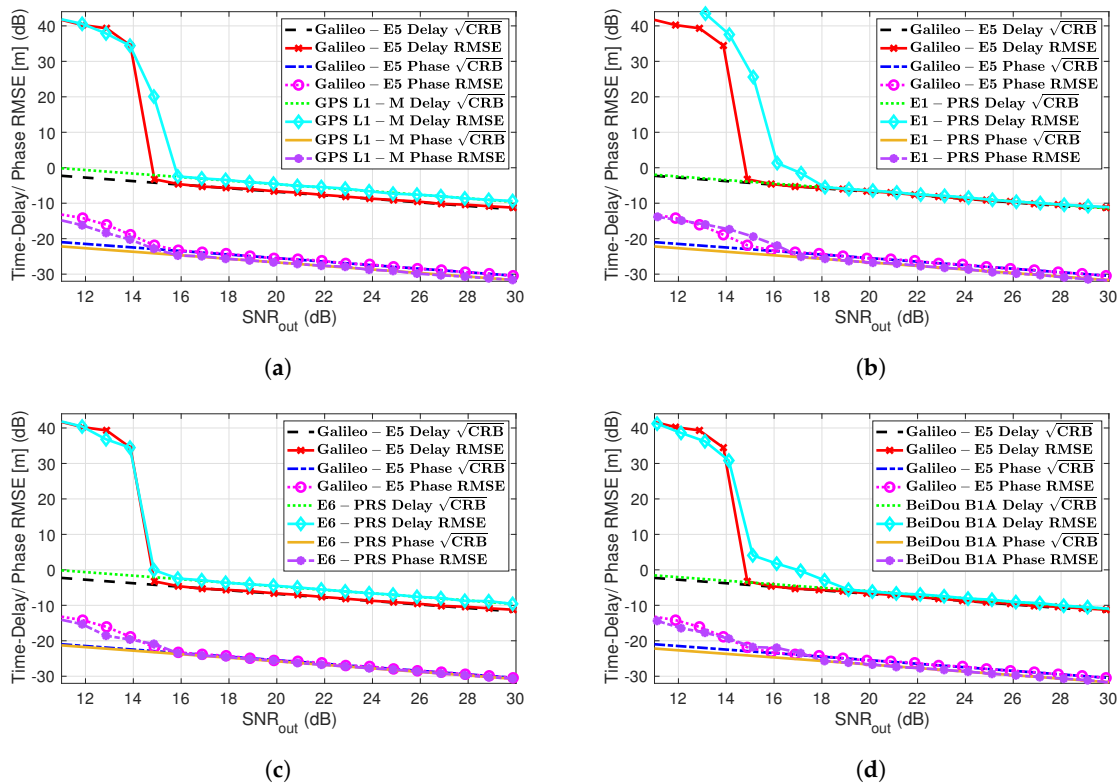 Time-Delay/ Phase RMSE [m] (dB)
40
30
20
10
0
-10
-20
-30
Galileo – E5 Delay √CRB
Galileo – E5 Delay RMSE
Galileo – E5 Phase √CRB
Galileo – E5 Phase RMSE
GPS L1 – M Delay √CRB
GPS L1 – M Delay RMSE
GPS L1 – M Phase √CRB
GPS L1 – M Phase RMSE
12 14 16 18 20 22 24 26 28 30
SNRout (dB)
(a)
Time-Delay/ Phase RMSE [m] (dB)
40
30
20
10
0
-10
-20
-30
Galileo – E5 Delay √CRB
Galileo – E5 Delay RMSE
Galileo – E5 Phase √CRB
Galileo – E5 Phase RMSE
E1 – PRS Delay √CRB
E1 – PRS Delay RMSE
E1 – PRS Phase √CRB
E1 – PRS Phase RMSE
12 14 16 18 20 22 24 26 28 30
SNRout (dB)
(b)
Time-Delay/ Phase RMSE [m] (dB)
40
30
20
10
0
-10
-20
-30
Galileo – E5 Delay √CRB
Galileo – E5 Delay RMSE
Galileo – E5 Phase √CRB
Galileo – E5 Phase RMSE
E6 – PRS Delay √CRB
E6 – PRS Delay RMSE
E6 – PRS Phase √CRB
E6 – PRS Phase RMSE
12 14 16 18 20 22 24 26 28 30
SNRout (dB)
(c)
Time-Delay/ Phase RMSE [m] (dB)
40
30
20
10
0
-10
-20
-30
Galileo – E5 Delay √CRB
Galileo – E5 Delay RMSE
Galileo – E5 Phase √CRB
Galileo – E5 Phase RMSE
BeiDou B1A Delay √CRB
BeiDou B1A Delay RMSE
BeiDou B1A Phase √CRB
BeiDou B1A Phase RMSE
12 14 16 18 20 22 24 26 28 30
SNRout (dB)
(d)